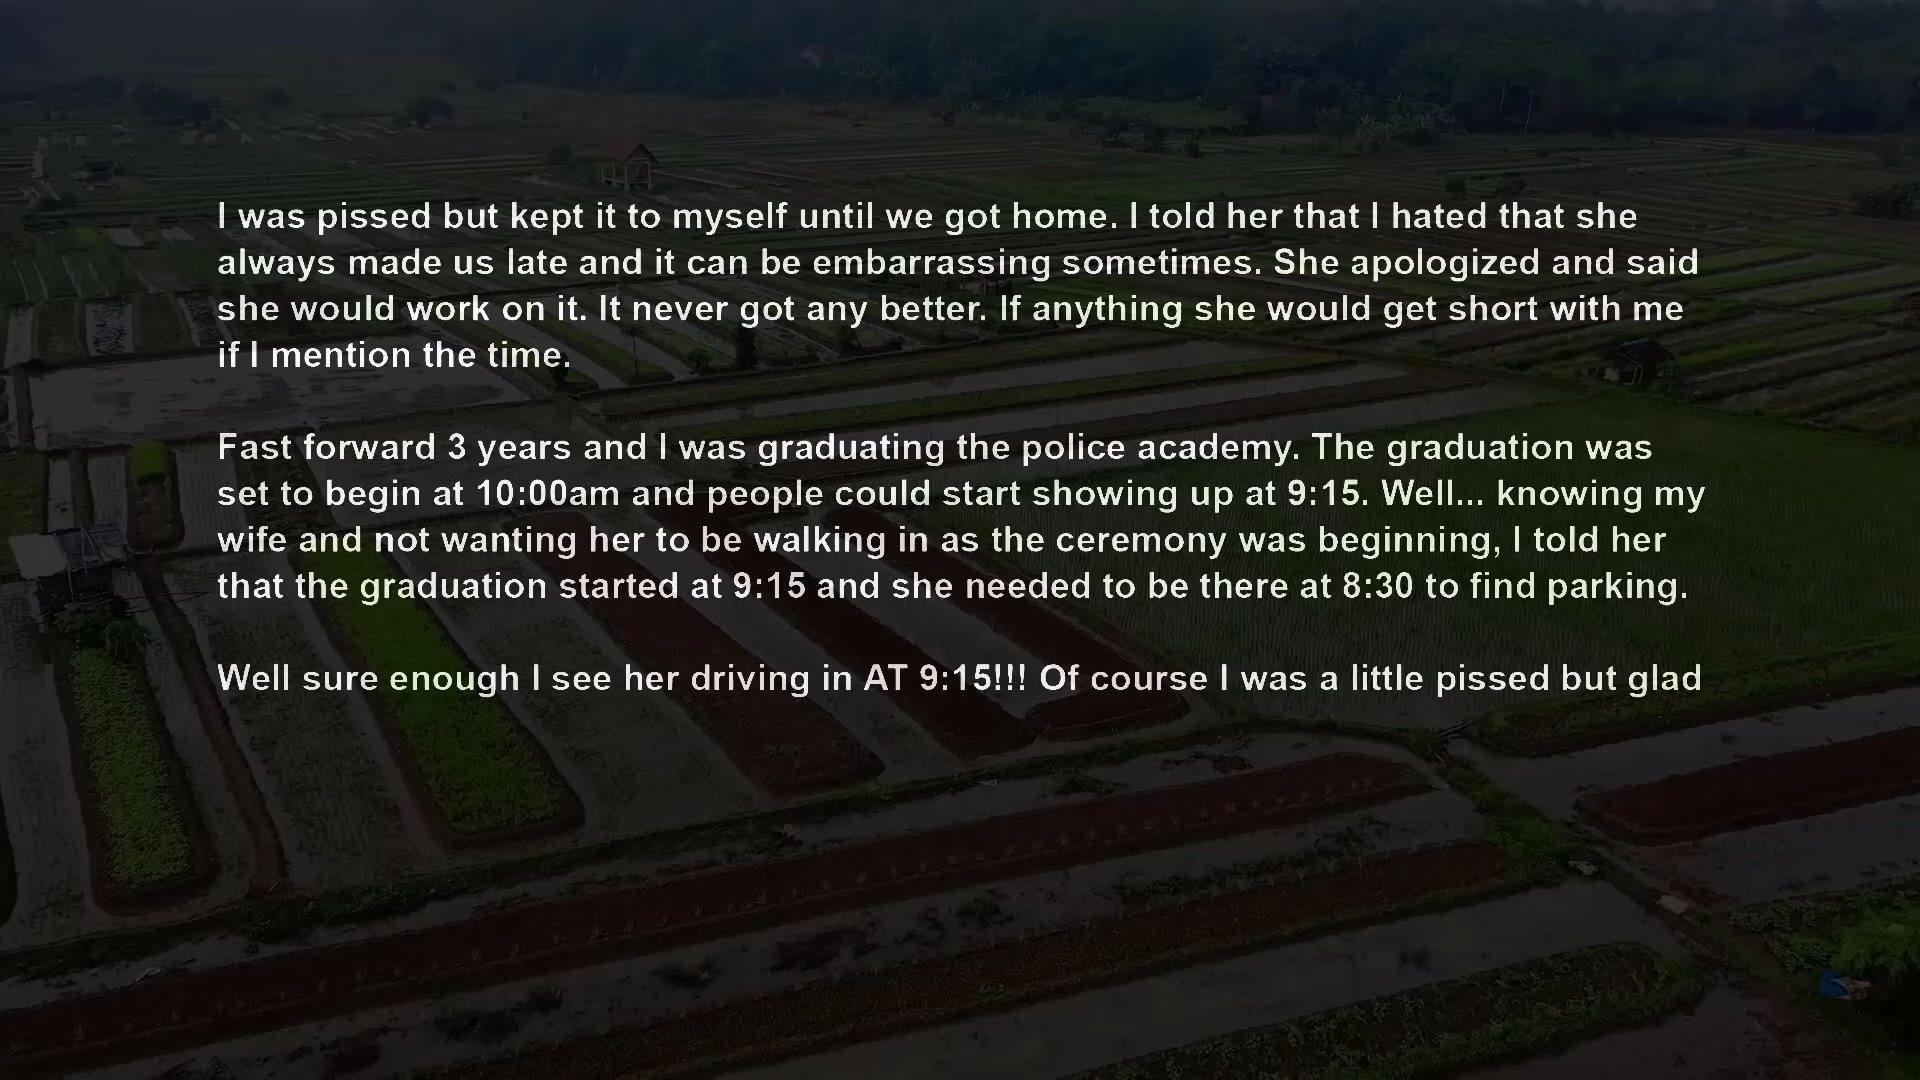 I was pissed but kept it to myself until we got home. I told her that I hated that she
always made us late and it can be embarrassing sometimes. She apologized and said
she would work on it. It never got any better. If anything she would get short with me
if I mention the time.
Fast forward 3 years and I was graduating the police academy. The graduation was
set to begin at 10:00am and people could start showing up at 9:15. Well... knowing my
wife and not wanting her to be walking in as the ceremony was beginning, I told her
that the graduation started at 9:15 and she needed to be there at 8:30 to find parking.
Well sure enough I see her driving in AT 9:15!!! Of course I was a little pissed but glad